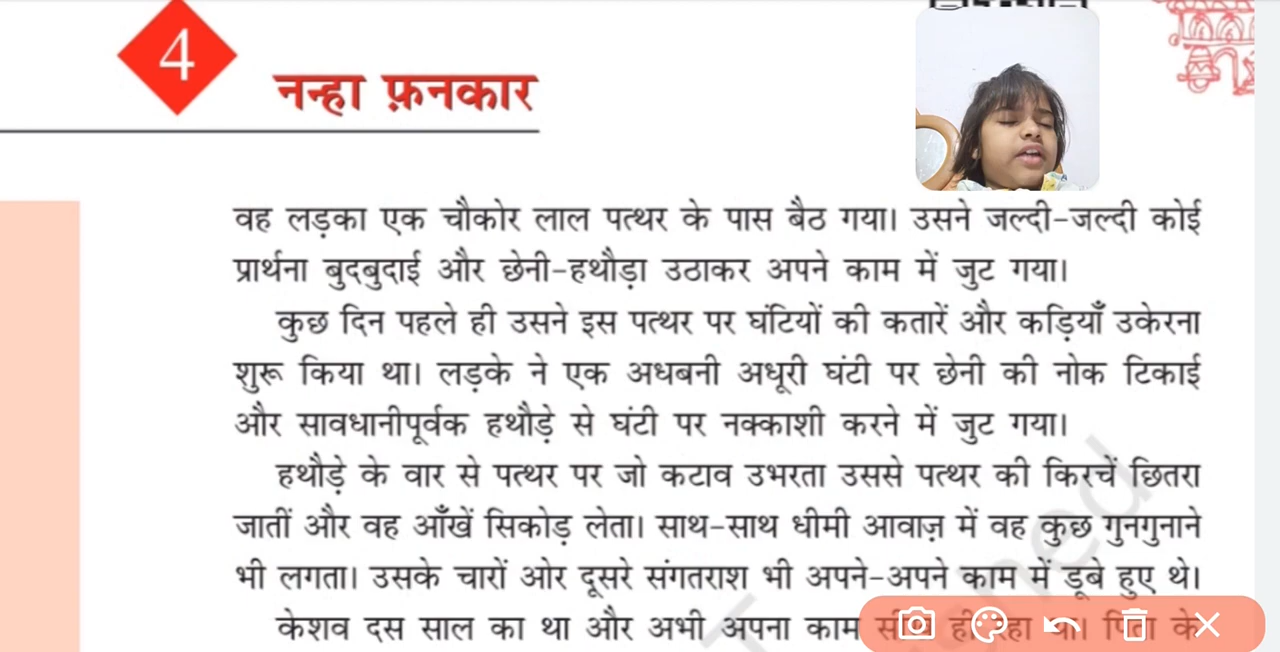 4
नन्हा फ़नकार
वह लड़का एक चौकोर लाल पत्थर के पास बैठ गया। उसने जल्दी-जल्दी कोई
प्रार्थना बुदबुदाई और छेनी-हथौड़ा उठाकर अपने काम में जुट गया।
कुछ दिन पहले ही उसने इस पत्थर पर घंटियों की कतारें और कड़ियाँ उकेरना
शुरू किया था। लड़के ने एक अधबनी अधूरी घंटी पर छेनी की नोक टिकाई
और सावधानीपूर्वक हथौड़े से घंटी पर नक्काशी करने में जुट गया।
हथौड़े के वार से पत्थर पर जो कटाव उभरता उससे पत्थर की किरचें छितरा
जातीं और वह आँखें सिकोड़ लेता। साथ-साथ धीमी आवाज़ में वह कुछ गुनगुनाने
भी लगता। उसके चारों ओर दूसरे संगतराश भी अपने-अपने काम में डूबे हुए थे।
केशव दस साल का था और अभी अपना काम ही रहा था। पिता के